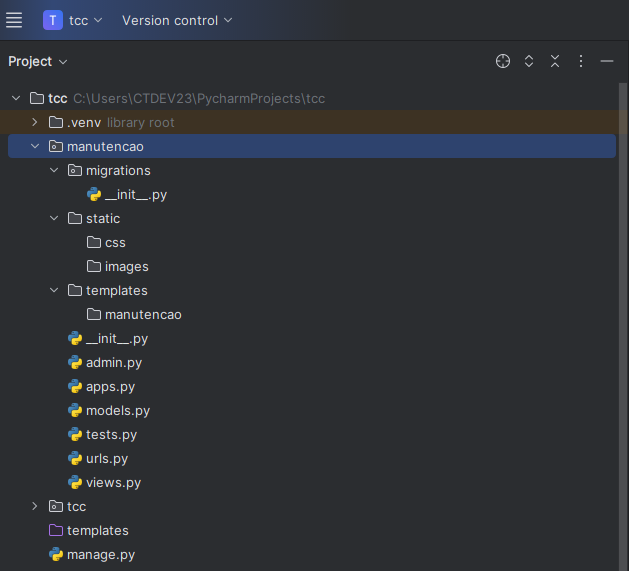 T tcc Version control
Project
tcc C:\Users\CTDEV23\PycharmProjects\tcc
.venv library root
manutencao
migrations
__init__.py
static
css
images
templates
manutencao
__init__.py
admin.py
apps.py
models.py
tests.py
urls.py
views.py
tcc
templates
manage.py